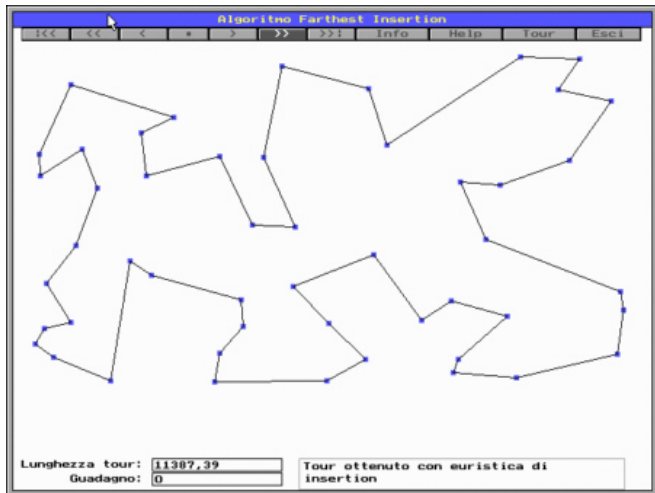 Algoritmo Farthest Insertion
:<< << < ▪ > >> >>: Info Help Tour Esci
Lunghezza tour: 11387,39
Guadagno: 0
Tour ottenuto con euristica di
insertion